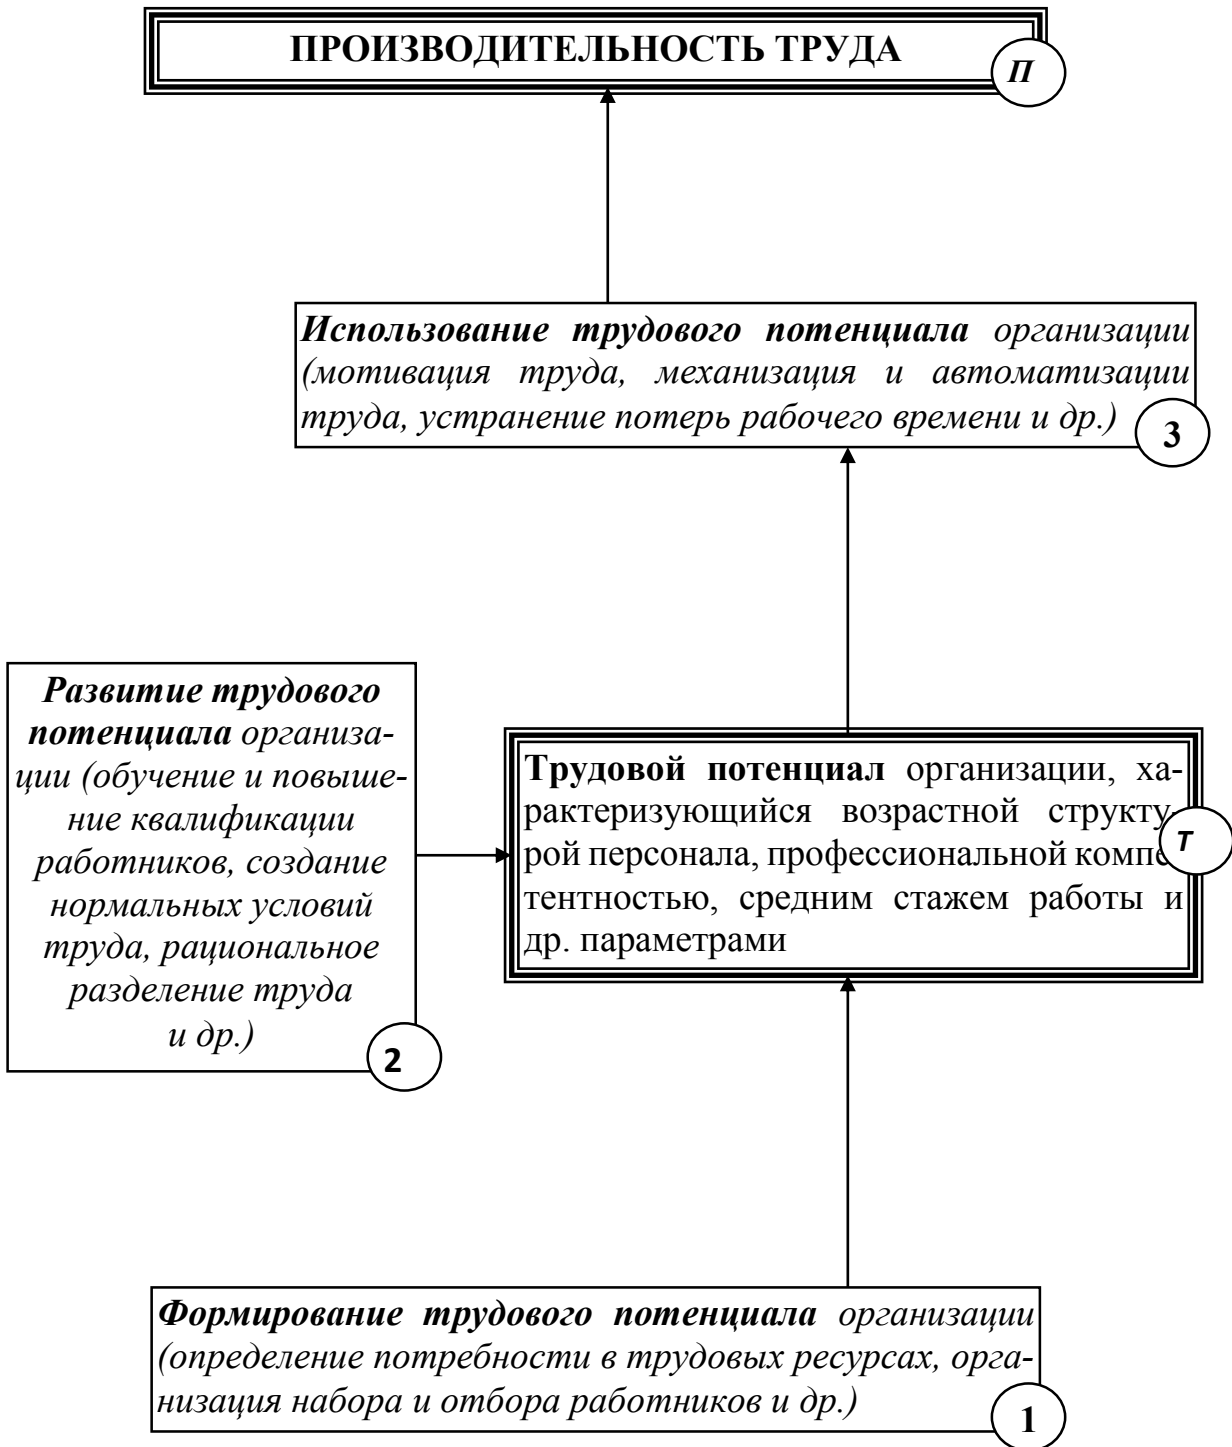 ПРОИЗВОДИТЕЛЬНОСТЬ ТРУДА
П
Использование трудового потенциала организации
(мотивация труда, механизация и автоматизации
труда, устранение потерь рабочего времени и др.)
3
Развитие трудового
потенциала организа-
ции (обучение и повыше-
ние квалификации
работников, создание
нормальных условий
труда, рациональное
разделение труда
и др.)
2
Трудовой потенциал организации, ха-
рактеризующийся возрастной структу-
рой персонала, профессиональной компе-
тентностью, средним стажем работы и
др. параметрами
Т
Формирование трудового потенциала организации
(определение потребности в трудовых ресурсах, орга-
низация набора и отбора работников и др.)
1